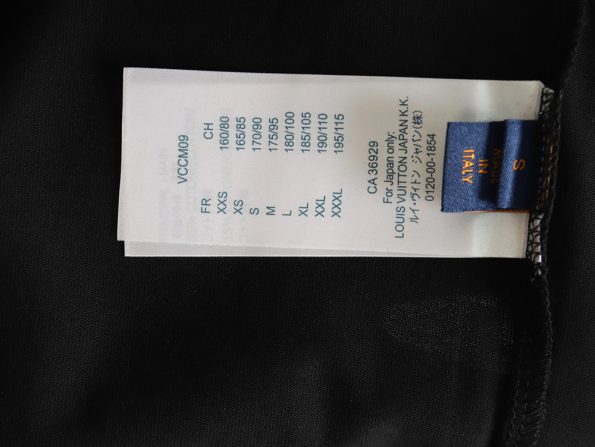 VCCM09
FR CH
XXS 160/80
XS 165/85
S 170/90
M 175/95
L 180/100
XL 185/105
XXL 190/110
XXXL 195/115
CA 36929
For Japan only:
LOUIS VUITTON JAPAN K.K.
ルイ・ヴィトン ジャパン(株)
0120-00-1854
MADE
IN
ITALY
S